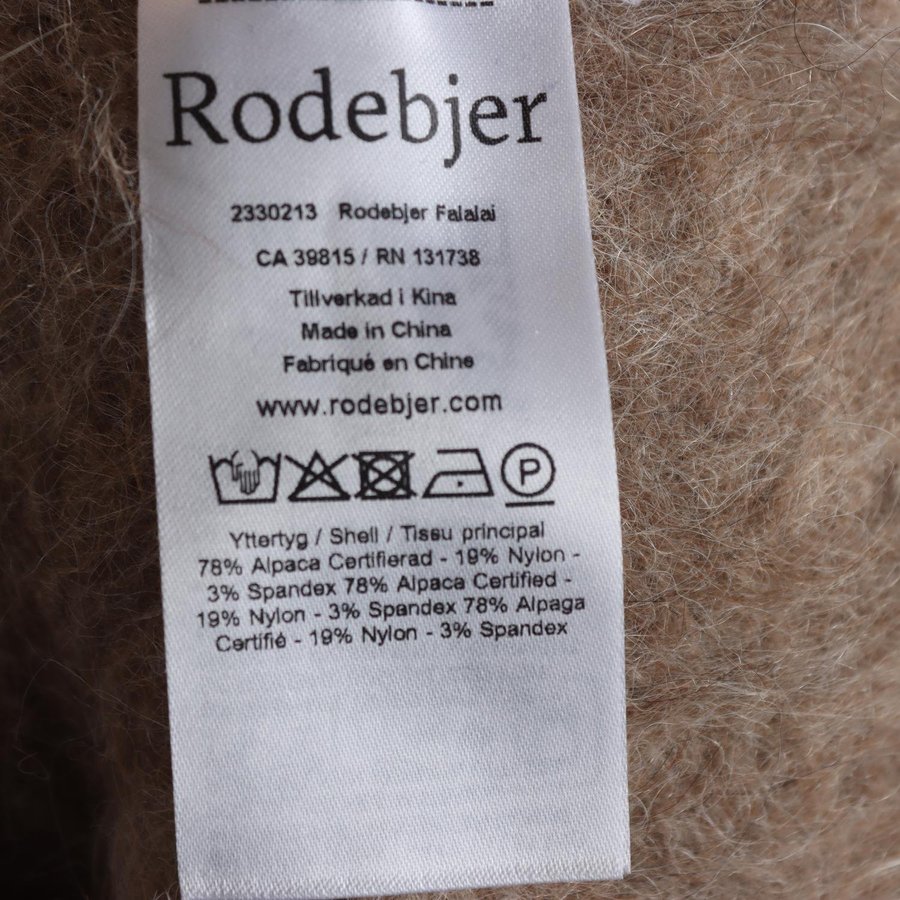 Rodebjer
2330213 Rodebjer Falalai
CA 39815 / RN 131738
Tillverkad i Kina
Made in China
Fabriqué en Chine
www.rodebjer.com
P
Yttertyg / Shell / Tissu principal
78% Alpaca Certifierad - 19% Nylon -
3% Spandex 78% Alpaca Certified -
19% Nylon - 3% Spandex 78% Alpaga
Certifié - 19% Nylon - 3% Spandex